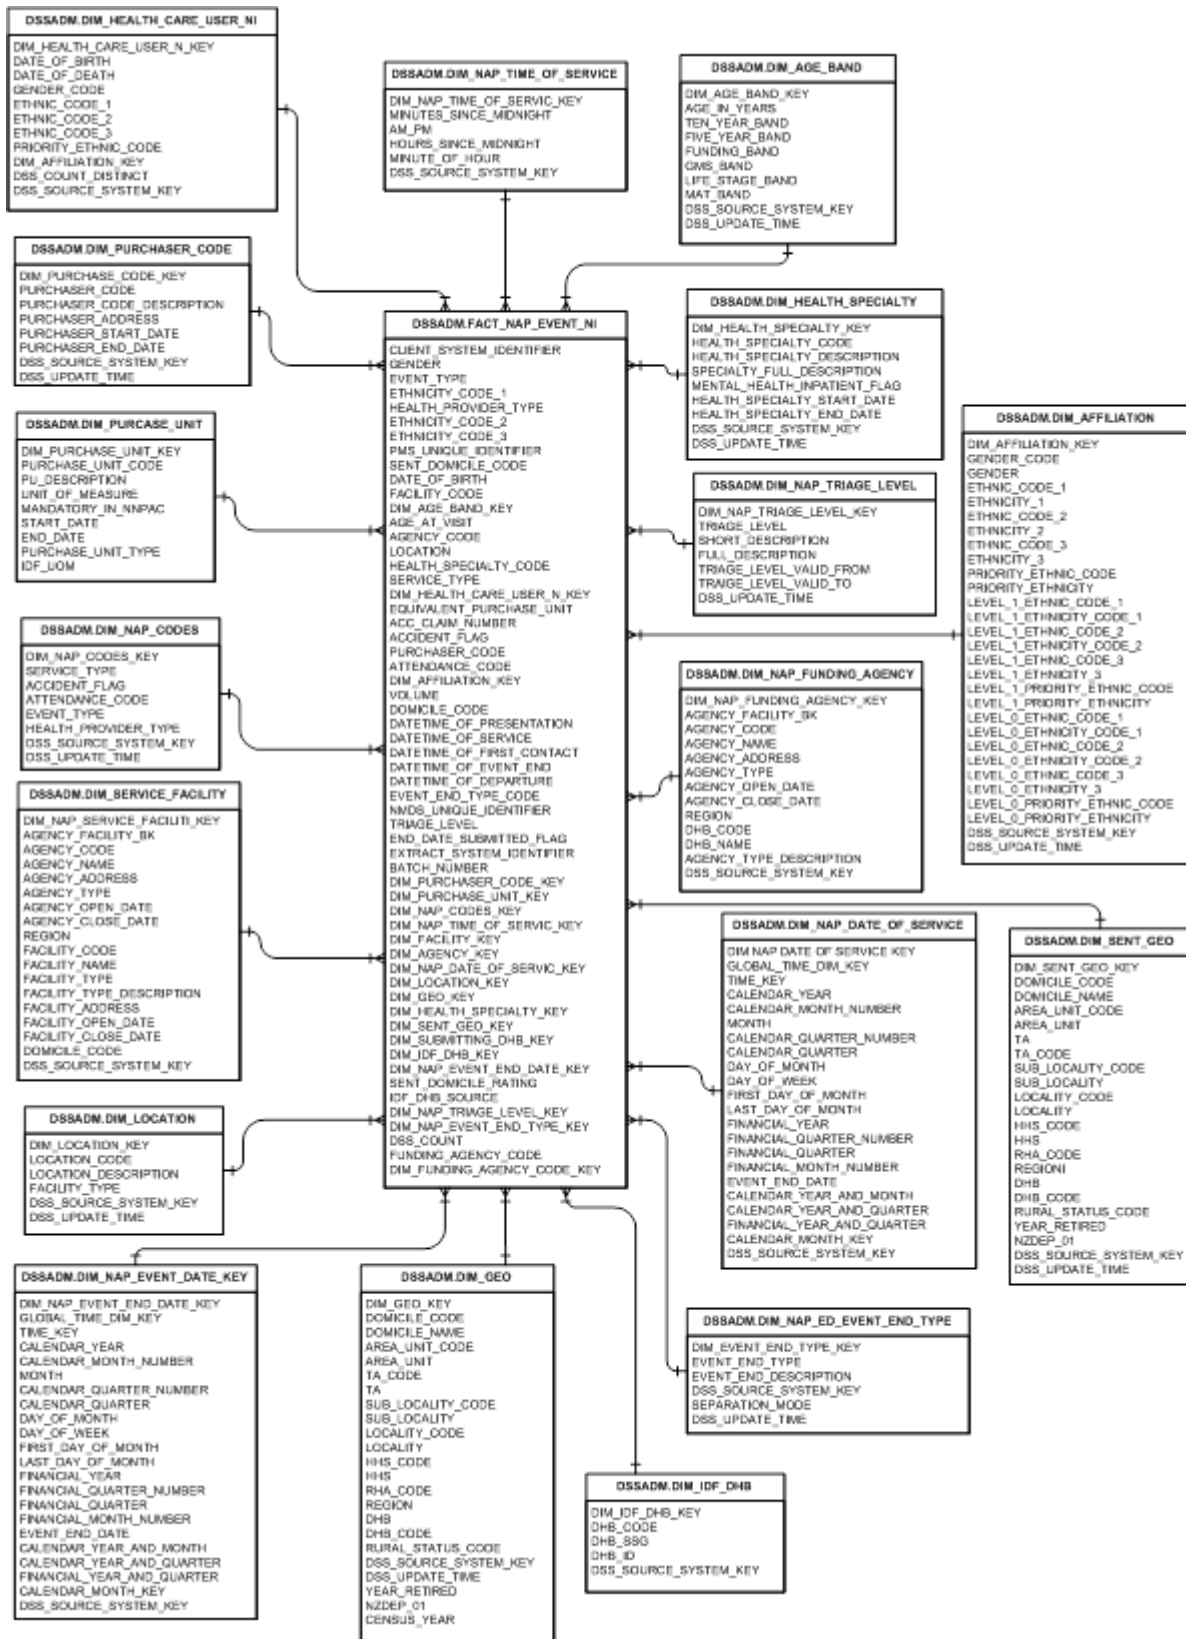 DSSADM.DIM_HEALTH_CARE_USER_NI
DIM_HEALTH_CARE_USER_N_KEY
DATE_OF_BIRTH
DATE_OF_DEATH
GENDER_CODE
ETHNIC_CODE_1
ETHNIC_CODE_2
ETHNIC_CODE_3
PRIORITY_ETHNIC_CODE
DIM_AFFILIATION_KEY
DSS_COUNT_DISTINCT
DSS_SOURCE_SYSTEM_KEY
DSSADM.DIM_NAP_TIME_OF_SERVICE
DIM_NAP_TIME_OF_SERVIC_KEY
MINUTES_SINCE_MIDNIGHT
AM_PM
HOURS_SINCE_MIDNIGHT
MINUTE_OF_HOUR
DSS_SOURCE_SYSTEM_KEY
DSSADM.DIM_AGE_BAND
DIM_AGE_BAND_KEY
AGE_IN_YEARS
TEN_YEAR_BAND
FIVE_YEAR_BAND
FUNDING_BAND
GMS_BAND
LIFE_STAGE_BAND
MAT_BAND
DSS_SOURCE_SYSTEM_KEY
DSS_UPDATE_TIME
DSSADM.DIM_PURCHASER_CODE
DIM_PURCHASE_CODE_KEY
PURCHASER_CODE
PURCHASER_CODE_DESCRIPTION
PURCHASER_ADDRESS
PURCHASER_START_DATE
PURCHASER_END_DATE
DSS_SOURCE_SYSTEM_KEY
DSS_UPDATE_TIME
DSSADM.DIM_PURCASE_UNIT
DIM_PURCHASE_UNIT_KEY
PURCHASE_UNIT_CODE
PU_DESCRIPTION
UNIT_OF_MEASURE
MANDATORY_IN_NNPAC
START_DATE
END_DATE
PURCHASE_UNIT_TYPE
IDF_UOM
DSSADM.DIM_NAP_CODES
DIM_NAP_CODES_KEY
SERVICE_TYPE
ACCIDENT_FLAG
ATTENDANCE_CODE
EVENT_TYPE
HEALTH_PROVIDER_TYPE
DSS_SOURCE_SYSTEM_KEY
DSS_UPDATE_TIME
DSSADM.DIM_SERVICE_FACILITY
DIM_NAP_SERVICE_FACILITI_KEY
AGENCY_FACILITY_BK
AGENCY_CODE
AGENCY_NAME
AGENCY_ADDRESS
AGENCY_TYPE
AGENCY_OPEN_DATE
AGENCY_CLOSE_DATE
REGION
FACILITY_CODE
FACILITY_NAME
FACILITY_TYPE
FACILITY_TYPE_DESCRIPTION
FACILITY_ADDRESS
FACILITY_OPEN_DATE
FACILITY_CLOSE_DATE
DOMICILE_CODE
DSS_SOURCE_SYSTEM_KEY
DSSADM.DIM_LOCATION
DIM_LOCATION_KEY
LOCATION_CODE
LOCATION_DESCRIPTION
FACILITY_TYPE
DSS_SOURCE_SYSTEM_KEY
DSS_UPDATE_TIME
DSSADM.FACT_NAP_EVENT_NI
CLIENT_SYSTEM_IDENTIFIER
GENDER
EVENT_TYPE
ETHNICITY_CODE_1
HEALTH_PROVIDER_TYPE
ETHNICITY_CODE_2
ETHNICITY_CODE_3
PMS_UNIQUE_IDENTIFIER
SENT_DOMICILE_CODE
DATE_OF_BIRTH
FACILITY_CODE
DIM_AGE_BAND_KEY
AGE_AT_VISIT
AGENCY_CODE
LOCATION
HEALTH_SPECIALTY_CODE
SERVICE_TYPE
DIM_HEALTH_CARE_USER_N_KEY
EQUIVALENT_PURCHASE_UNIT
ACC_CLAIM_NUMBER
ACCIDENT_FLAG
PURCHASER_CODE
ATTENDANCE_CODE
DIM_AFFILIATION_KEY
VOLUME
DOMICILE_CODE
DATETIME_OF_PRESENTATION
DATETIME_OF_SERVICE
DATETIME_OF_FIRST_CONTACT
DATETIME_OF_EVENT_END
DATETIME_OF_DEPARTURE
EVENT_END_TYPE_CODE
NMDS_UNIQUE_IDENTIFIER
TRIAGE_LEVEL
END_DATE_SUBMITTED_FLAG
EXTRACT_SYSTEM_IDENTIFIER
BATCH_NUMBER
DIM_PURCHASER_CODE_KEY
DIM_PURCHASE_UNIT_KEY
DIM_NAP_CODES_KEY
DIM_NAP_TIME_OF_SERVIC_KEY
DIM_FACILITY_KEY
DIM_AGENCY_KEY
DIM_NAP_DATE_OF_SERVIC_KEY
DIM_LOCATION_KEY
DIM_GEO_KEY
DIM_HEALTH_SPECIALTY_KEY
DIM_SENT_GEO_KEY
DIM_SUBMITTING_DHB_KEY
DIM_IDF_DHB_KEY
DIM_NAP_EVENT_END_DATE_KEY
SENT_DOMICILE_RATING
IDF_DHB_SOURCE
DIM_NAP_TRIAGE_LEVEL_KEY
DIM_NAP_EVENT_END_TYPE_KEY
DSS_COUNT
FUNDING_AGENCY_CODE
DIM_FUNDING_AGENCY_CODE_KEY
DSSADM.DIM_HEALTH_SPECIALTY
DIM_HEALTH_SPECIALTY_KEY
HEALTH_SPECIALTY_CODE
HEALTH_SPECIALTY_DESCRIPTION
SPECIALTY_FULL_DESCRIPTION
MENTAL_HEALTH_INPATIENT_FLAG
HEALTH_SPECIALTY_START_DATE
HEALTH_SPECIALTY_END_DATE
DSS_SOURCE_SYSTEM_KEY
DSS_UPDATE_TIME
DSSADM.DIM_NAP_TRIAGE_LEVEL
DIM_NAP_TRIAGE_LEVEL_KEY
TRIAGE_LEVEL
SHORT_DESCRIPTION
FULL_DESCRIPTION
TRIAGE_LEVEL_VALID_FROM
TRAIGE_LEVEL_VALID_TO
DSS_UPDATE_TIME
DSSADM.DIM_AFFILIATION
DIM_AFFILIATION_KEY
GENDER_CODE
GENDER
ETHNIC_CODE_1
ETHNICITY_1
ETHNIC_CODE_2
ETHNICITY_2
ETHNIC_CODE_3
ETHNICITY_3
PRIORITY_ETHNIC_CODE
PRIORITY_ETHNICITY
LEVEL_1_ETHNIC_CODE_1
LEVEL_1_ETHNICITY_CODE_1
LEVEL_1_ETHNIC_CODE_2
LEVEL_1_ETHNICITY_CODE_2
LEVEL_1_ETHNIC_CODE_3
LEVEL_1_ETHNICITY_3
LEVEL_1_PRIORITY_ETHNIC_CODE
LEVEL_1_PRIORITY_ETHNICITY
LEVEL_0_ETHNIC_CODE_1
LEVEL_0_ETHNICITY_CODE_1
LEVEL_0_ETHNIC_CODE_2
LEVEL_0_ETHNICITY_CODE_2
LEVEL_0_ETHNIC_CODE_3
LEVEL_0_ETHNICITY_3
LEVEL_0_PRIORITY_ETHNIC_CODE
LEVEL_0_PRIORITY_ETHNICITY
DSS_SOURCE_SYSTEM_KEY
DSS_UPDATE_TIME
DSSADM.DIM_NAP_FUNDING_AGENCY
DIM_NAP_FUNDING_AGENCY_KEY
AGENCY_FACILITY_BK
AGENCY_CODE
AGENCY_NAME
AGENCY_ADDRESS
AGENCY_TYPE
AGENCY_OPEN_DATE
AGENCY_CLOSE_DATE
REGION
DHB_CODE
DHB_NAME
AGENCY_TYPE_DESCRIPTION
DSS_SOURCE_SYSTEM_KEY
DSSADM.DIM_NAP_DATE_OF_SERVICE
DIM NAP DATE OF SERVICE KEY
GLOBAL_TIME_DIM_KEY
TIME_KEY
CALENDAR_YEAR
CALENDAR_MONTH_NUMBER
MONTH
CALENDAR_QUARTER_NUMBER
CALENDAR_QUARTER
DAY_OF_MONTH
DAY_OF_WEEK
FIRST_DAY_OF_MONTH
LAST_DAY_OF_MONTH
FINANCIAL_YEAR
FINANCIAL_QUARTER_NUMBER
FINANCIAL_QUARTER
FINANCIAL_MONTH_NUMBER
EVENT_END_DATE
CALENDAR_YEAR_AND_MONTH
CALENDAR_YEAR_AND_QUARTER
FINANCIAL_YEAR_AND_QUARTER
CALENDAR_MONTH_KEY
DSS_SOURCE_SYSTEM_KEY
DSSADM.DIM_SENT_GEO
DIM_SENT_GEO_KEY
DOMICILE_CODE
DOMICILE_NAME
AREA_UNIT_CODE
AREA_UNIT
TA
TA_CODE
SUB_LOCALITY_CODE
SUB_LOCALITY
LOCALITY_CODE
LOCALITY
HHS_CODE
HHS
RHA_CODE
REGIONI
DHB
DHB_CODE
RURAL_STATUS_CODE
YEAR_RETIRED
NZDEP_01
DSS_SOURCE_SYSTEM_KEY
DSS_UPDATE_TIME
DSSADM.DIM_NAP_EVENT_DATE_KEY
DIM_NAP_EVENT_END_DATE_KEY
GLOBAL_TIME_DIM_KEY
TIME_KEY
CALENDAR_YEAR
CALENDAR_MONTH_NUMBER
MONTH
CALENDAR_QUARTER_NUMBER
CALENDAR_QUARTER
DAY_OF_MONTH
DAY_OF_WEEK
FIRST_DAY_OF_MONTH
LAST_DAY_OF_MONTH
FINANCIAL_YEAR
FINANCIAL_QUARTER_NUMBER
FINANCIAL_QUARTER
FINANCIAL_MONTH_NUMBER
EVENT_END_DATE
CALENDAR_YEAR_AND_MONTH
CALENDAR_YEAR_AND_QUARTER
FINANCIAL_YEAR_AND_QUARTER
CALENDAR_MONTH_KEY
DSS_SOURCE_SYSTEM_KEY
DSSADM.DIM_GEO
DIM_GEO_KEY
DOMICILE_CODE
DOMICILE_NAME
AREA_UNIT_CODE
AREA_UNIT
TA_CODE
TA
SUB_LOCALITY_CODE
SUB_LOCALITY
LOCALITY_CODE
LOCALITY
HHS_CODE
HHS
RHA_CODE
REGION
DHB
DHB_CODE
RURAL_STATUS_CODE
DSS_SOURCE_SYSTEM_KEY
DSS_UPDATE_TIME
YEAR_RETIRED
NZDEP_01
CENSUS_YEAR
DSSADM.DIM_NAP_ED_EVENT_END_TYPE
DIM_EVENT_END_TYPE_KEY
EVENT_END_TYPE
EVENT_END_DESCRIPTION
DSS_SOURCE_SYSTEM_KEY
SEPARATION_MODE
DSS_UPDATE_TIME
DSSADM.DIM_IDF_DHB
DIM_IDF_DHB_KEY
DHB_CODE
DHB_SSG
DHB_ID
DSS_SOURCE_SYSTEM_KEY